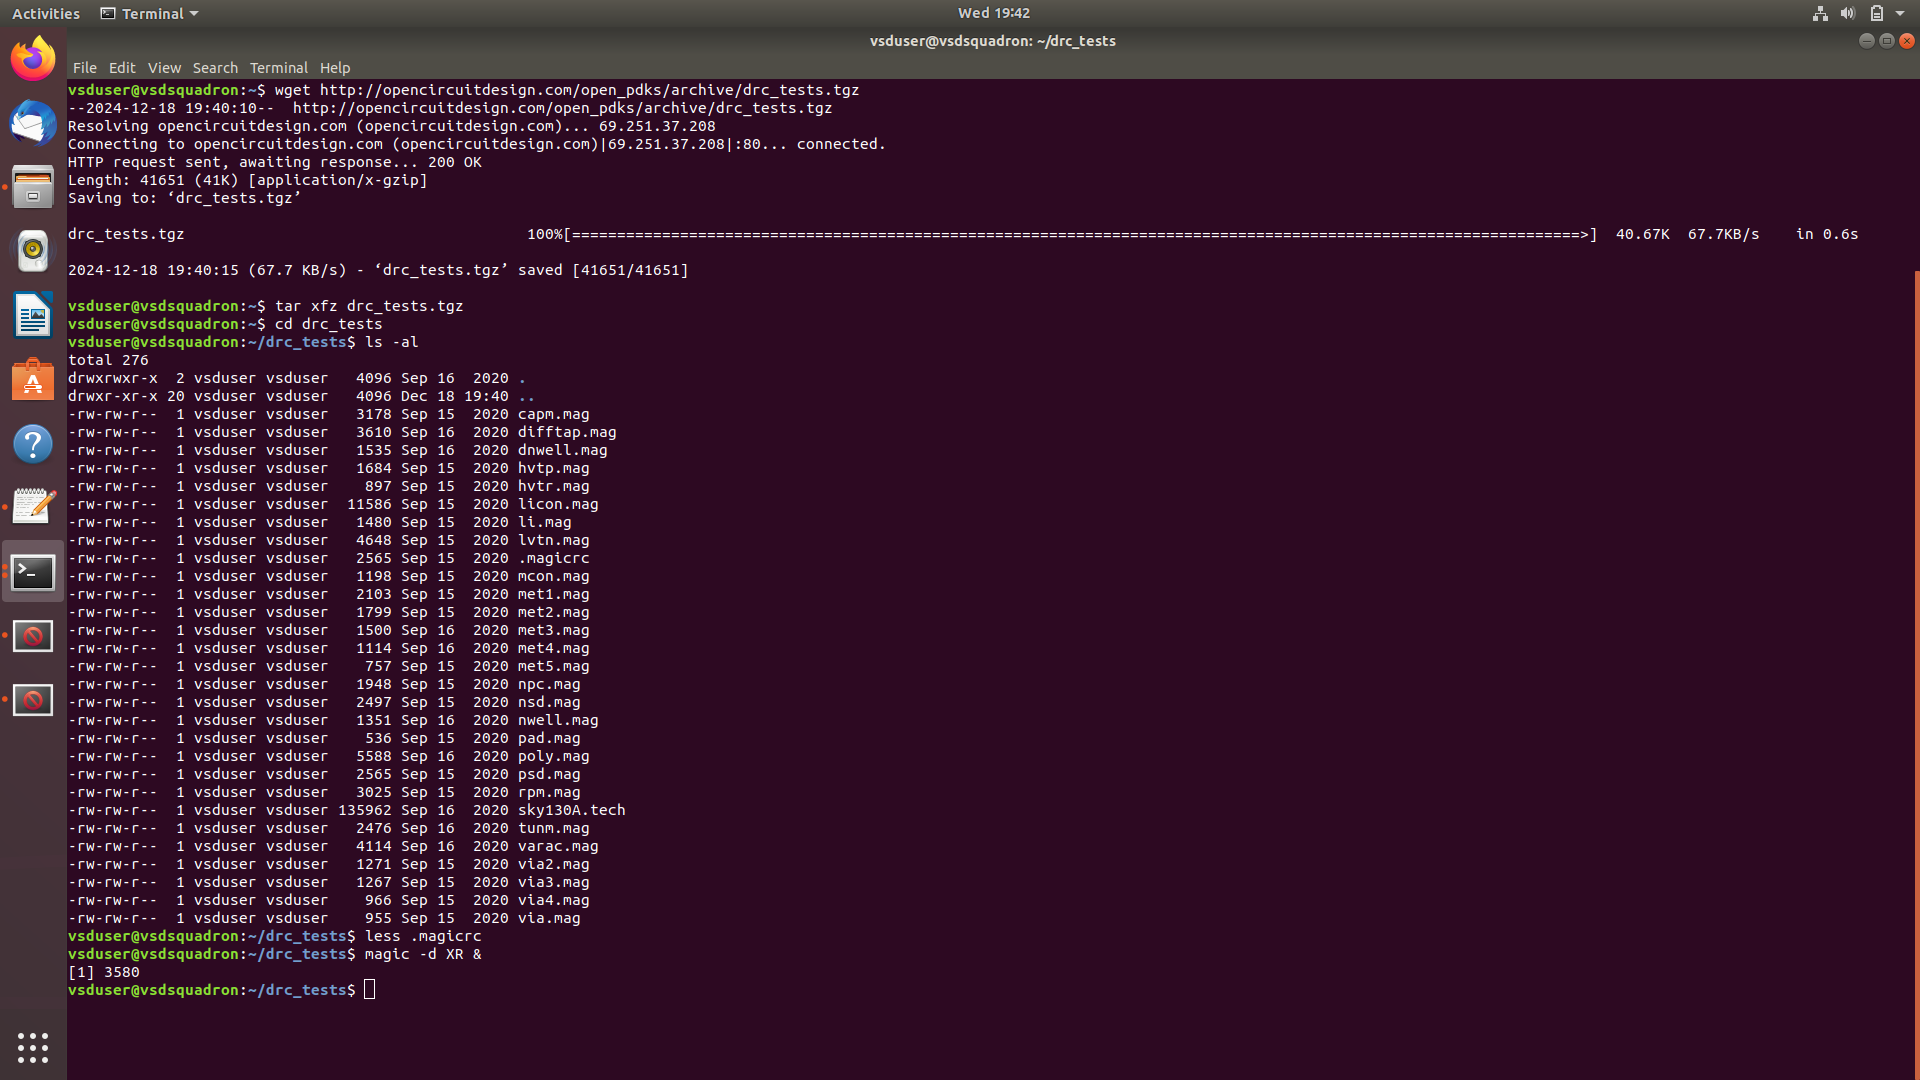 Activities Terminal Wed 19:42
vsduser@vsdsquadron: ~/drc_tests
File Edit View Search Terminal Help
vsduser@vsdsquadron:~$ wget http://opencircuitdesign.com/open_pdks/archive/drc_tests.tgz
--2024-12-18 19:40:10--  http://opencircuitdesign.com/open_pdks/archive/drc_tests.tgz
Resolving opencircuitdesign.com (opencircuitdesign.com)... 69.251.37.208
Connecting to opencircuitdesign.com (opencircuitdesign.com)|69.251.37.208|:80... connected.
HTTP request sent, awaiting response... 200 OK
Length: 41651 (41K) [application/x-gzip]
Saving to: ‘drc_tests.tgz’
drc_tests.tgz 100%[================================================================================================================>] 40.67K 67.7KB/s in 0.6s
2024-12-18 19:40:15 (67.7 KB/s) - ‘drc_tests.tgz’ saved [41651/41651]
vsduser@vsdsquadron:~$ tar xfz drc_tests.tgz
vsduser@vsdsquadron:~$ cd drc_tests
vsduser@vsdsquadron:~/drc_tests$ ls -al
total 276
drwxrwxr-x  2 vsduser vsduser   4096 Sep 16  2020 .
drwxr-xr-x 20 vsduser vsduser   4096 Dec 18 19:40 ..
-rw-rw-r--  1 vsduser vsduser   3178 Sep 15  2020 capm.mag
-rw-rw-r--  1 vsduser vsduser   3610 Sep 16  2020 difftap.mag
-rw-rw-r--  1 vsduser vsduser   1535 Sep 16  2020 dnwell.mag
-rw-rw-r--  1 vsduser vsduser   1684 Sep 15  2020 hvtp.mag
-rw-rw-r--  1 vsduser vsduser    897 Sep 15  2020 hvtr.mag
-rw-rw-r--  1 vsduser vsduser  11586 Sep 15  2020 licon.mag
-rw-rw-r--  1 vsduser vsduser   1480 Sep 15  2020 li.mag
-rw-rw-r--  1 vsduser vsduser   4648 Sep 15  2020 lvtn.mag
-rw-rw-r--  1 vsduser vsduser   2565 Sep 15  2020 .magicrc
-rw-rw-r--  1 vsduser vsduser   1198 Sep 15  2020 mcon.mag
-rw-rw-r--  1 vsduser vsduser   2103 Sep 15  2020 met1.mag
-rw-rw-r--  1 vsduser vsduser   1799 Sep 15  2020 met2.mag
-rw-rw-r--  1 vsduser vsduser   1500 Sep 16  2020 met3.mag
-rw-rw-r--  1 vsduser vsduser   1114 Sep 16  2020 met4.mag
-rw-rw-r--  1 vsduser vsduser    757 Sep 15  2020 met5.mag
-rw-rw-r--  1 vsduser vsduser   1948 Sep 15  2020 npc.mag
-rw-rw-r--  1 vsduser vsduser   2497 Sep 15  2020 nsd.mag
-rw-rw-r--  1 vsduser vsduser   1351 Sep 16  2020 nwell.mag
-rw-rw-r--  1 vsduser vsduser    536 Sep 15  2020 pad.mag
-rw-rw-r--  1 vsduser vsduser   5588 Sep 16  2020 poly.mag
-rw-rw-r--  1 vsduser vsduser   2565 Sep 15  2020 psd.mag
-rw-rw-r--  1 vsduser vsduser   3025 Sep 15  2020 rpm.mag
-rw-rw-r--  1 vsduser vsduser 135962 Sep 16  2020 sky130A.tech
-rw-rw-r--  1 vsduser vsduser   2476 Sep 16  2020 tunm.mag
-rw-rw-r--  1 vsduser vsduser   4114 Sep 16  2020 varac.mag
-rw-rw-r--  1 vsduser vsduser   1271 Sep 15  2020 via2.mag
-rw-rw-r--  1 vsduser vsduser   1267 Sep 15  2020 via3.mag
-rw-rw-r--  1 vsduser vsduser    966 Sep 15  2020 via4.mag
-rw-rw-r--  1 vsduser vsduser    955 Sep 15  2020 via.mag
vsduser@vsdsquadron:~/drc_tests$ less .magicrc
vsduser@vsdsquadron:~/drc_tests$ magic -d XR &
[1] 3580
vsduser@vsdsquadron:~/drc_tests$